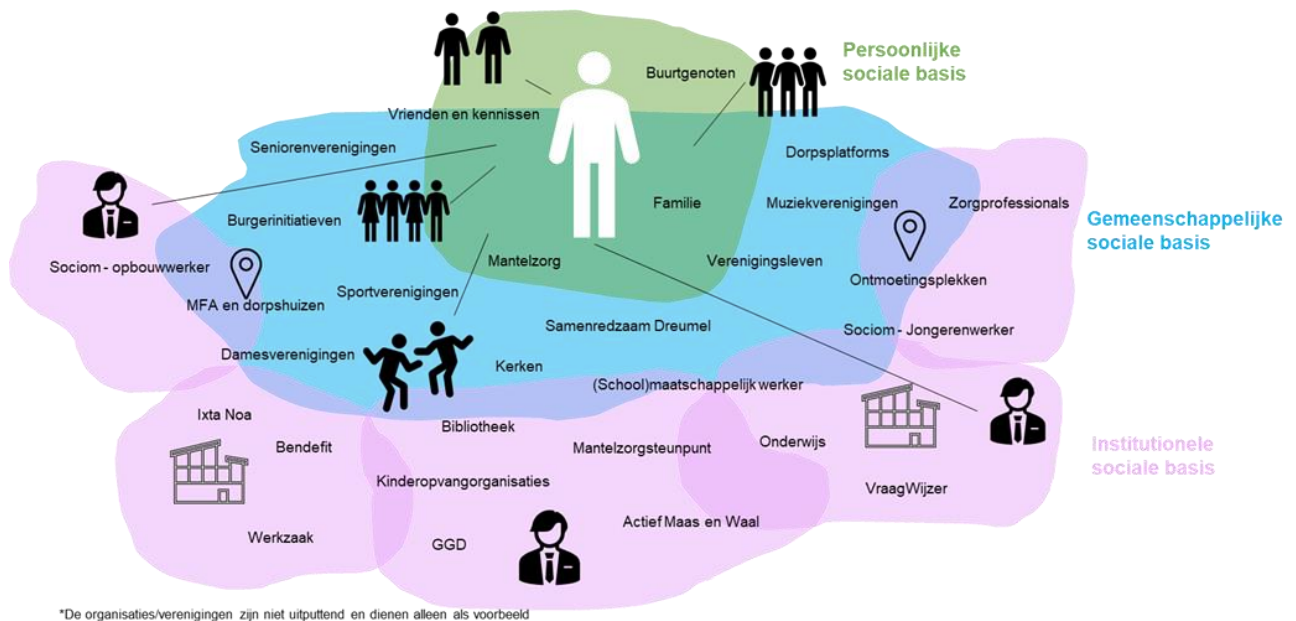 Persoonlijke
sociale basis
Buurtgenoten
Vrienden en kennissen
Seniorenverenigingen
Dorpsplatforms
Familie
Muziekverenigingen
Zorgprofessionals
Burgerinitiatieven
Gemeenschappelijke
sociale basis
Mantelzorg
Verenigingsleven
Sociom - opbouwwerker
Ontmoetingsplekken
Sportverenigingen
MFA en dorpshuizen
Samenredzaam Dreumel
Sociom - Jongerenwerker
Damesverenigingen
Kerken
(School)maatschappelijk werker
Ixta Noa
Bibliotheek
Bendefit
Mantelzorgsteunpunt
Onderwijs
Institutionele
sociale basis
Kinderopvangorganisaties
VraagWijzer
Actief Maas en Waal
Werkzaak
GGD
*De organisaties/verenigingen zijn niet uitputtend en dienen alleen als voorbeeld